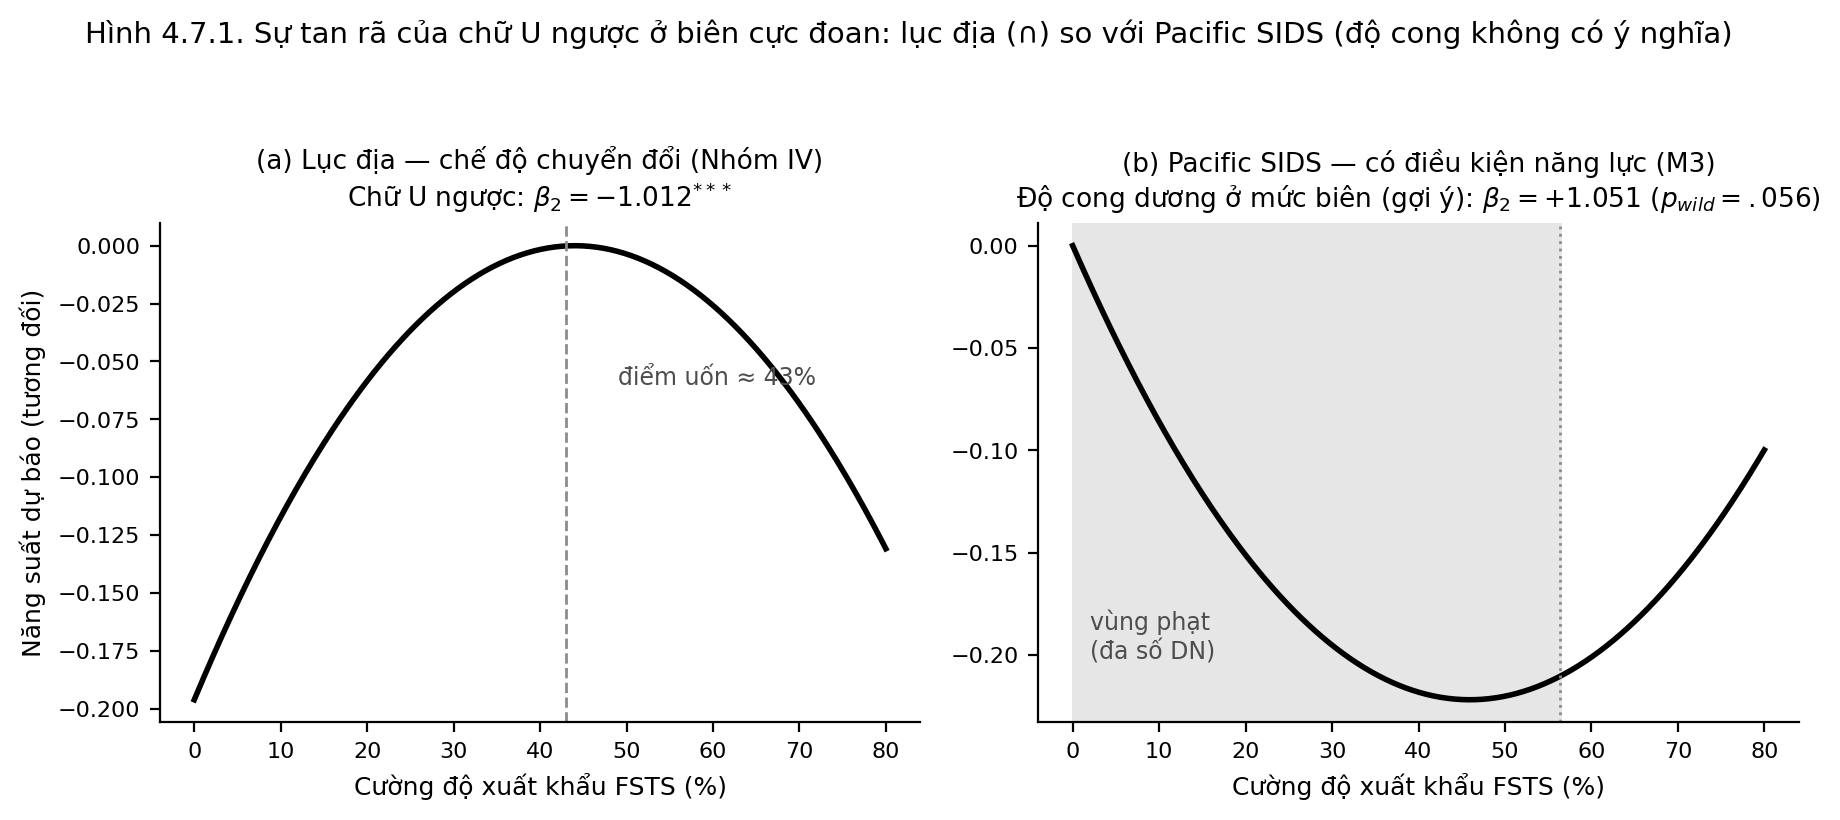 Hình 4.7.1. Sự tan rã của chữ U ngược ở biên cực đoan: lục địa (∩) so với Pacific SIDS (độ cong không có ý nghĩa)
(a) Lục địa — chế độ chuyển đổi (Nhóm IV)
Chữ U ngược: β₂ = −1.012***
Năng suất dự báo (tương đối)
0.000
−0.025
−0.050
−0.075
−0.100
−0.125
−0.150
−0.175
−0.200
điểm uốn ≈ 43%
0 10 20 30 40 50 60 70 80
Cường độ xuất khẩu FSTS (%)
(b) Pacific SIDS — có điều kiện năng lực (M3)
Độ cong dương ở mức biên (gợi ý): β₂ = +1.051 (p_wild = .056)
0.00
−0.05
−0.10
−0.15
−0.20
vùng phạt
(đa số DN)
0 10 20 30 40 50 60 70 80
Cường độ xuất khẩu FSTS (%)